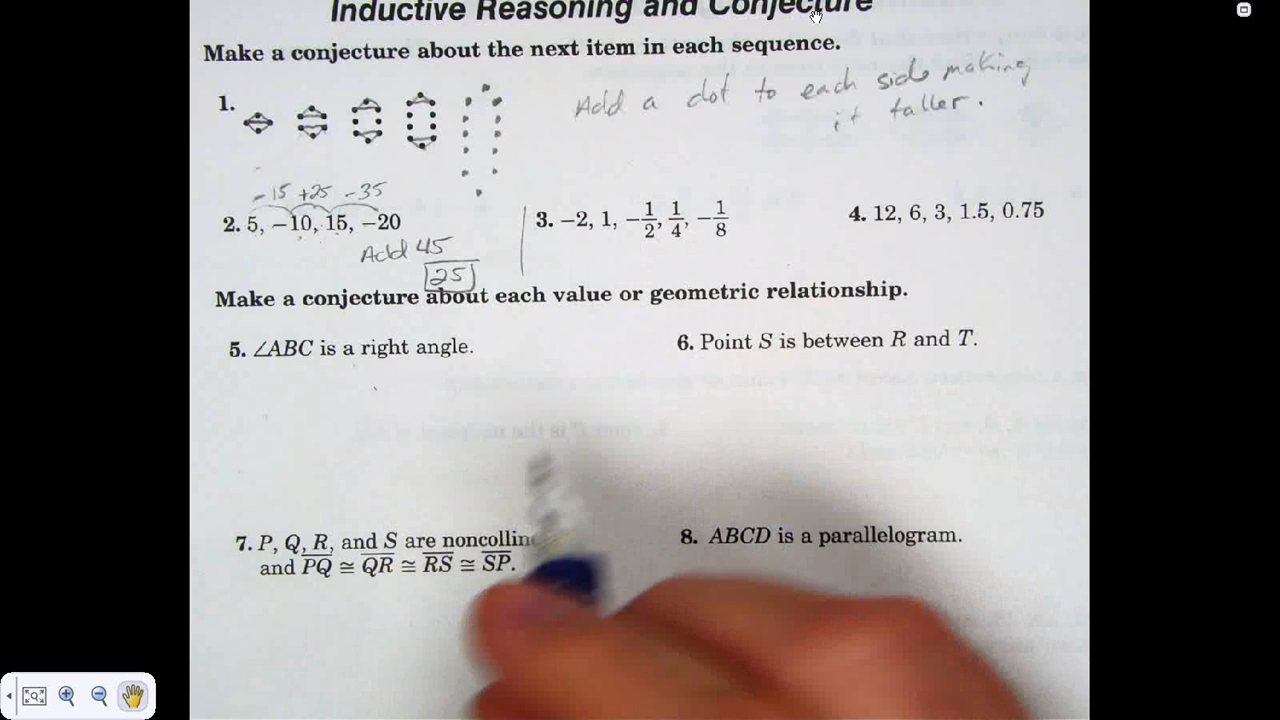 Inductive Reasoning and Conjecture
Make a conjecture about the next item in each sequence.
1.
Add a dot to each side making
it taller.
-15 +25 -35
2. 5, −10, 15, −20
Add 45
25
3. −2, 1, −1/2, 1/4, −1/8
4. 12, 6, 3, 1.5, 0.75
Make a conjecture about each value or geometric relationship.
5. ∠ABC is a right angle.
6. Point S is between R and T.
7. P, Q, R, and S are
and PQ ≅ QR ≅ RS ≅ SP.
8. ABCD is a parallelogram.